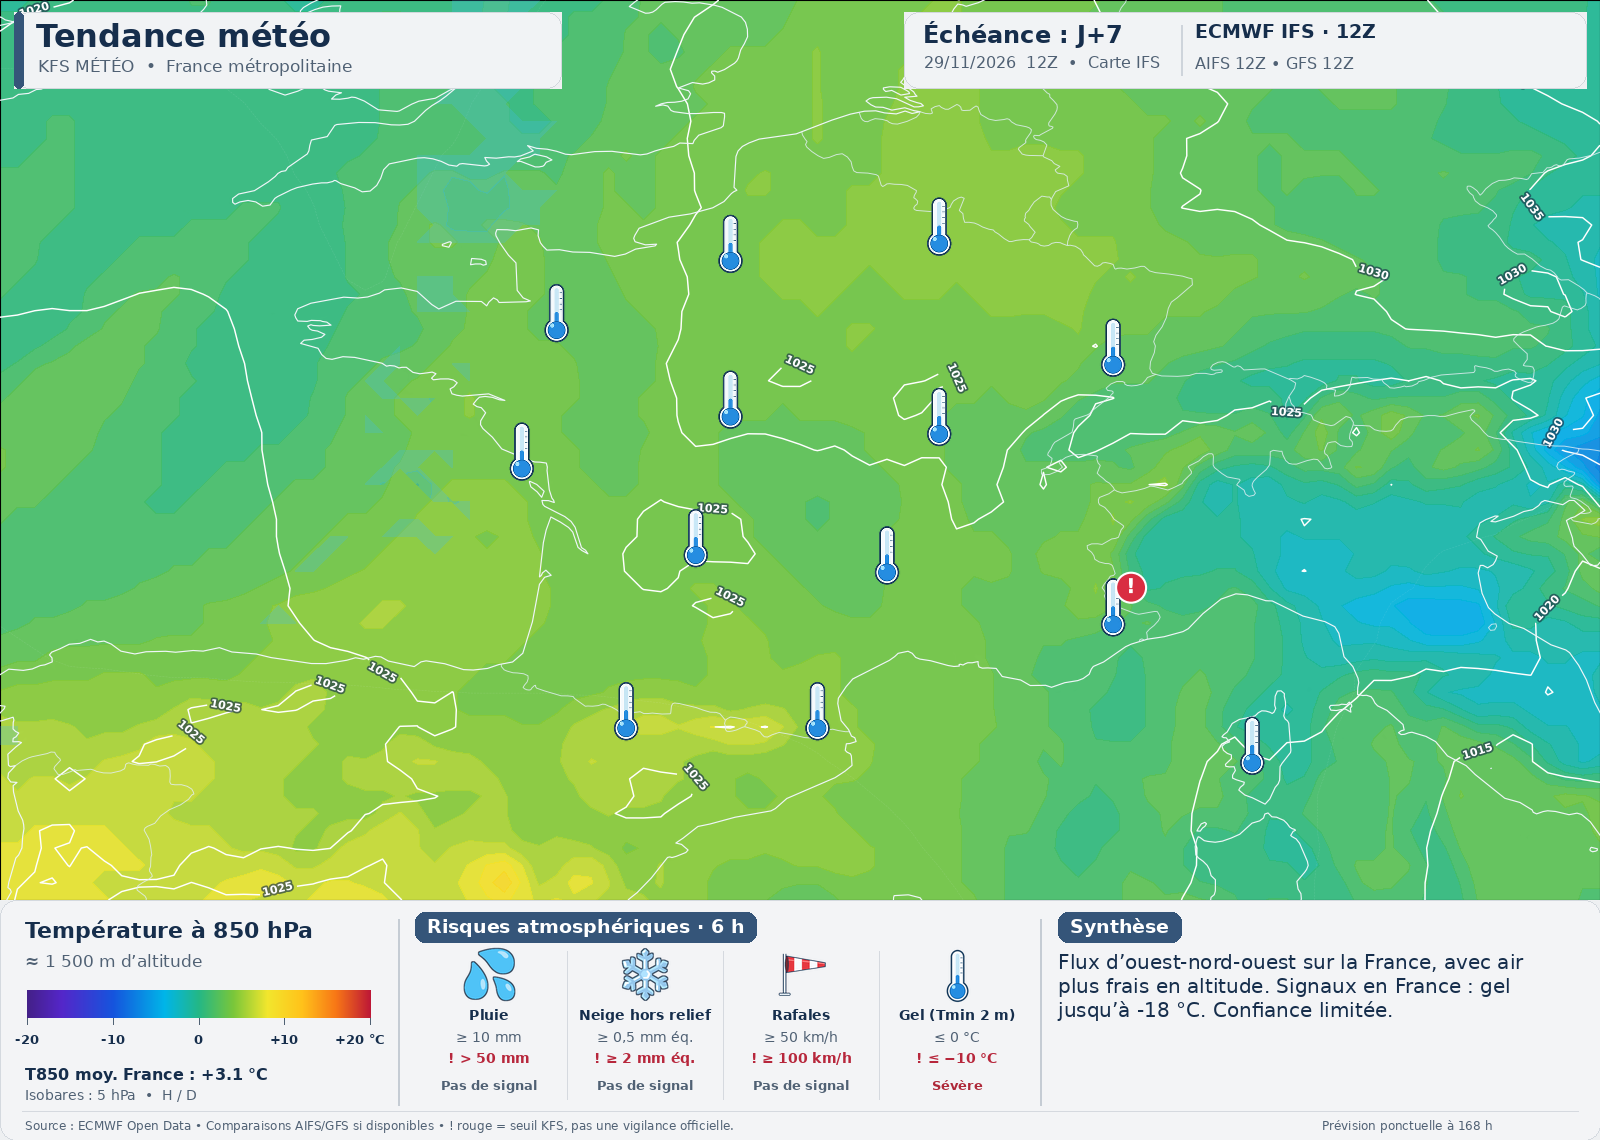 Tendance météo
KFS MÉTÉO • France métropolitaine
Échéance : J+7
29/11/2026 12Z • Carte IFS
ECMWF IFS · 12Z
AIFS 12Z • GFS 12Z
1020
1035
1030
1030
1025
1025
1025
1030
1025
1025
1020
1025
1025
1025
1025
1015
1025
1025
!
Température à 850 hPa
≈ 1 500 m d’altitude
-20 -10 0 +10 +20 °C
T850 moy. France : +3.1 °C
Isobares : 5 hPa • H / D
Risques atmosphériques · 6 h
Pluie
≥ 10 mm
! > 50 mm
Pas de signal
Neige hors relief
≥ 0,5 mm éq.
! ≥ 2 mm éq.
Pas de signal
Rafales
≥ 50 km/h
! ≥ 100 km/h
Pas de signal
Gel (Tmin 2 m)
≤ 0 °C
! ≤ −10 °C
Sévère
Synthèse
Flux d’ouest-nord-ouest sur la France, avec air
plus frais en altitude. Signaux en France : gel
jusqu’à -18 °C. Confiance limitée.
Source : ECMWF Open Data • Comparaisons AIFS/GFS si disponibles • ! rouge = seuil KFS, pas une vigilance officielle.
Prévision ponctuelle à 168 h